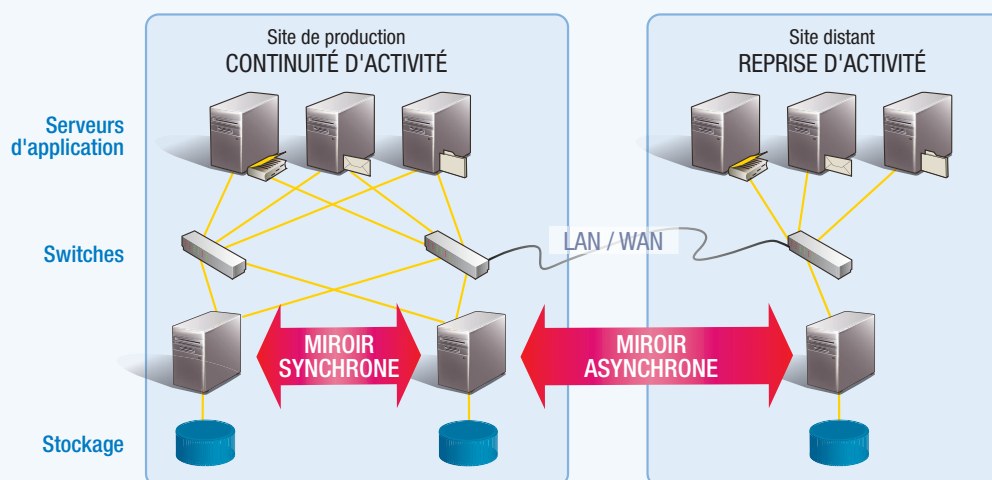 Site de production
CONTINUITÉ D'ACTIVITÉ
Site distant
REPRISE D'ACTIVITÉ
Serveurs
d'application
Switches
LAN / WAN
MIROIR
SYNCHRONE
MIROIR
ASYNCHRONE
Stockage